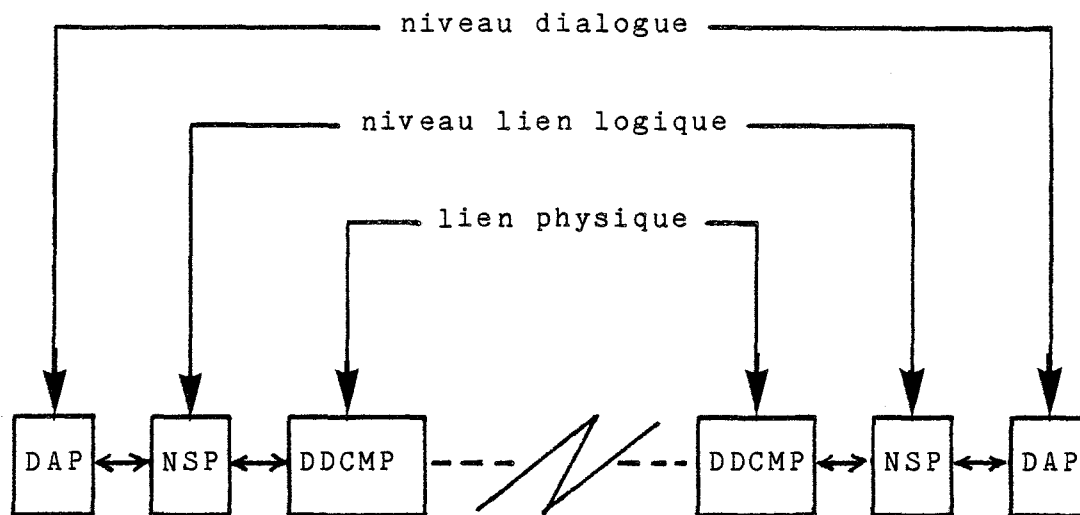 niveau dialogue
niveau lien logique
lien physique
DAP NSP DDCMP DDCMP NSP DAP